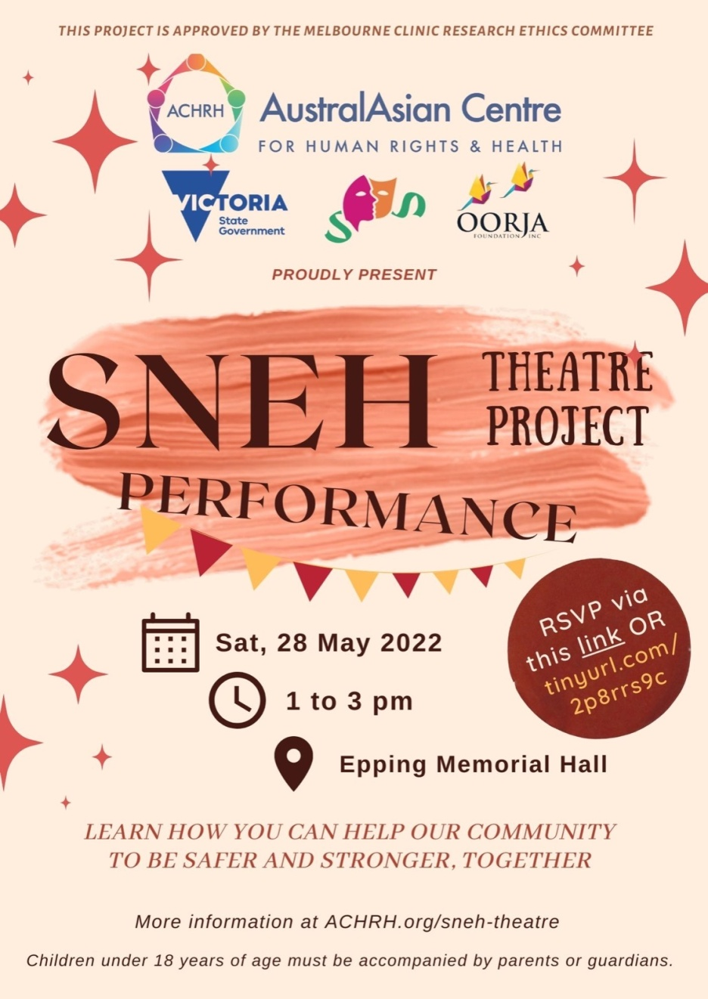 THIS PROJECT IS APPROVED BY THE MELBOURNE CLINIC RESEARCH ETHICS COMMITTEE
ACHRH
AustralAsian Centre
FOR HUMAN RIGHTS & HEALTH
VICTORIA
State
Government
OORJA
FOUNDATION INC
PROUDLY PRESENT
SNEH
THEATRE
PROJECT
PERFORMANCE
RSVP via
this link OR
tinyurl.com/
2p8rrs9c
Sat, 28 May 2022
1 to 3 pm
Epping Memorial Hall
LEARN HOW YOU CAN HELP OUR COMMUNITY
TO BE SAFER AND STRONGER, TOGETHER
More information at ACHRH.org/sneh-theatre
Children under 18 years of age must be accompanied by parents or guardians.